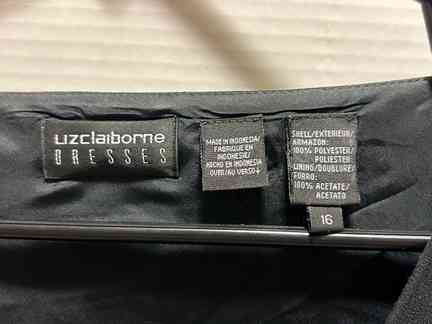 Lizclaiborne
DRESSES
MADE IN INDONESIA/
FABRIQUE EN
INDONESIE/
HECHO EN INDONESIA
OVER/AU VERSO↓
SHELL/EXTERIEUR/
ARMAZON:
100% POLYESTER/
POLIESTER
LINING/DOUBLURE/
FORRO:
100% ACETATE/
ACETATO
16